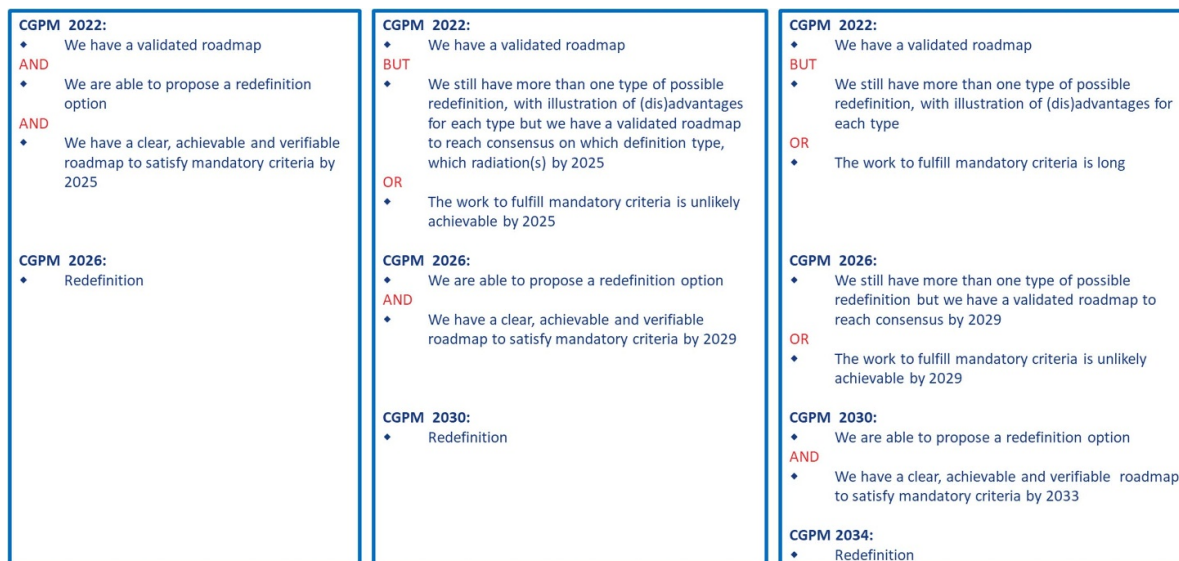 CGPM 2022:
◆ We have a validated roadmap
AND
◆ We are able to propose a redefinition
option
AND
◆ We have a clear, achievable and verifiable
roadmap to satisfy mandatory criteria by
2025
CGPM 2026:
◆ Redefinition
CGPM 2022:
◆ We have a validated roadmap
BUT
◆ We still have more than one type of possible
redefinition, with illustration of (dis)advantages
for each type but we have a validated roadmap
to reach consensus on which definition type,
which radiation(s) by 2025
OR
◆ The work to fulfill mandatory criteria is unlikely
achievable by 2025
CGPM 2026:
◆ We are able to propose a redefinition option
AND
◆ We have a clear, achievable and verifiable
roadmap to satisfy mandatory criteria by 2029
CGPM 2030:
◆ Redefinition
CGPM 2022:
◆ We have a validated roadmap
BUT
◆ We still have more than one type of possible
redefinition, with illustration of (dis)advantages for
each type
OR
◆ The work to fulfill mandatory criteria is long
CGPM 2026:
◆ We still have more than one type of possible
redefinition but we have a validated roadmap to
reach consensus by 2029
OR
◆ The work to fulfill mandatory criteria is unlikely
achievable by 2029
CGPM 2030:
◆ We are able to propose a redefinition option
AND
◆ We have a clear, achievable and verifiable roadmap
to satisfy mandatory criteria by 2033
CGPM 2034:
◆ Redefinition